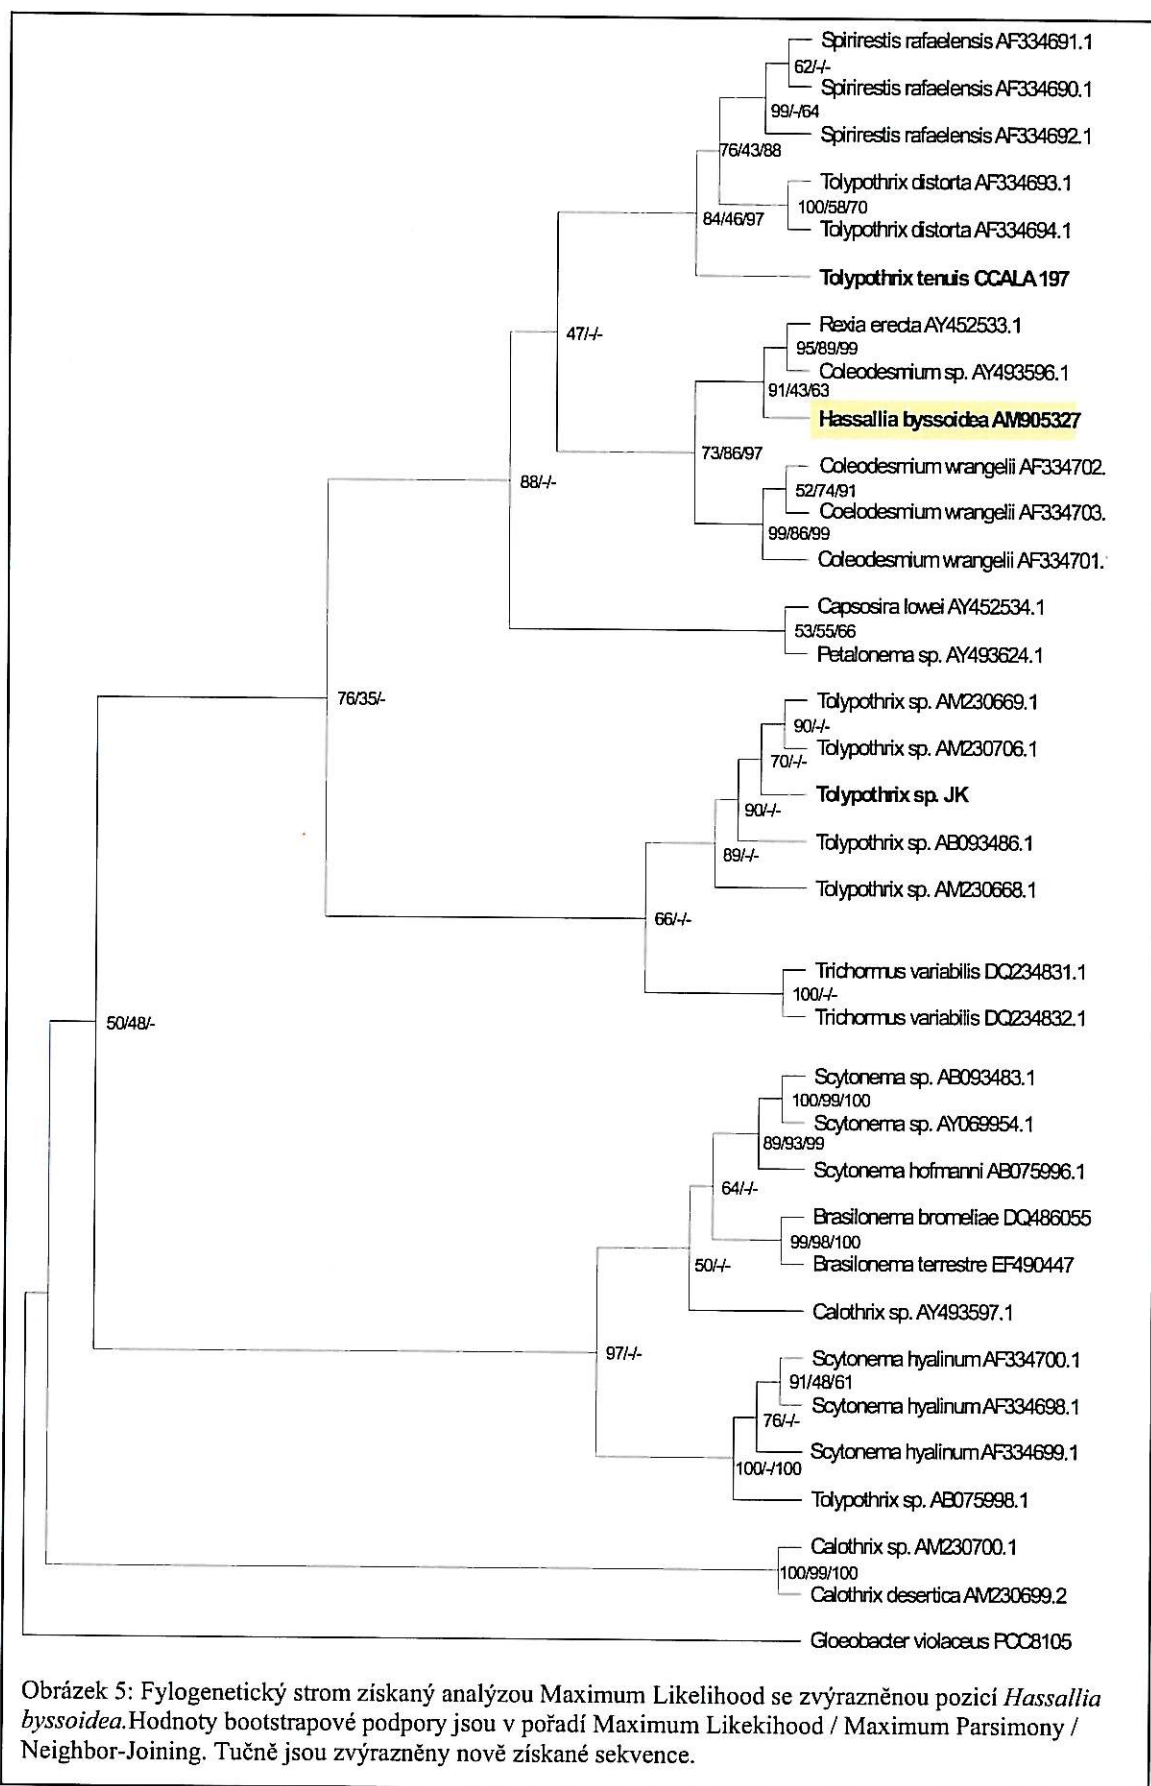 Spirirestis rafaelensis AF334691.1
62/-/-
Spirirestis rafaelensis AF334690.1
99/-/64
Spirirestis rafaelensis AF334692.1
76/43/88
Tolypothrix distorta AF334693.1
100/58/70
84/46/97
Tolypothrix distorta AF334694.1
Tolypothrix tenuis CCALA 197
Rexia erecta AY452533.1
47/-/-
95/89/99
Coleodesmium sp. AY493596.1
91/43/63
Hassallia byssoidea AM905327
73/86/97
Coleodesmium wrangelii AF334702.
88/-/-
52/74/91
Coelodesmium wrangelii AF334703.
99/86/99
Coleodesmium wrangelii AF334701.
Capsosira lowei AY452534.1
53/55/66
Petalonema sp. AY493624.1
76/35/-
Tolypothrix sp. AM230669.1
90/-/-
Tolypothrix sp. AM230706.1
70/-/-
Tolypothrix sp. JK
90/-/-
Tolypothrix sp. AB093486.1
89/-/-
Tolypothrix sp. AM230668.1
66/-/-
Trichormus variabilis DQ234831.1
100/-/-
Trichormus variabilis DQ234832.1
50/48/-
Scytonema sp. AB093483.1
100/99/100
Scytonema sp. AY069954.1
89/93/99
Scytonema hofmanni AB075996.1
64/-/-
Brasilonema bromeliae DQ486055
99/98/100
Brasilonema terrestre EF490447
50/-/-
Calothrix sp. AY493597.1
97/-/-
Scytonema hyalinum AF334700.1
91/48/61
Scytonema hyalinum AF334698.1
76/-/-
Scytonema hyalinum AF334699.1
100/-/100
Tolypothrix sp. AB075998.1
Calothrix sp. AM230700.1
100/99/100
Calothrix desertica AM230699.2
Gloeobacter violaceus PCC8105
Obrázek 5: Fylogenetický strom získaný analýzou Maximum Likelihood se zvýrazněnou pozicí Hassallia
byssoidea.Hodnoty bootstrapové podpory jsou v pořadí Maximum Likekihood / Maximum Parsimony /
Neighbor-Joining. Tučně jsou zvýrazněny nově získané sekvence.